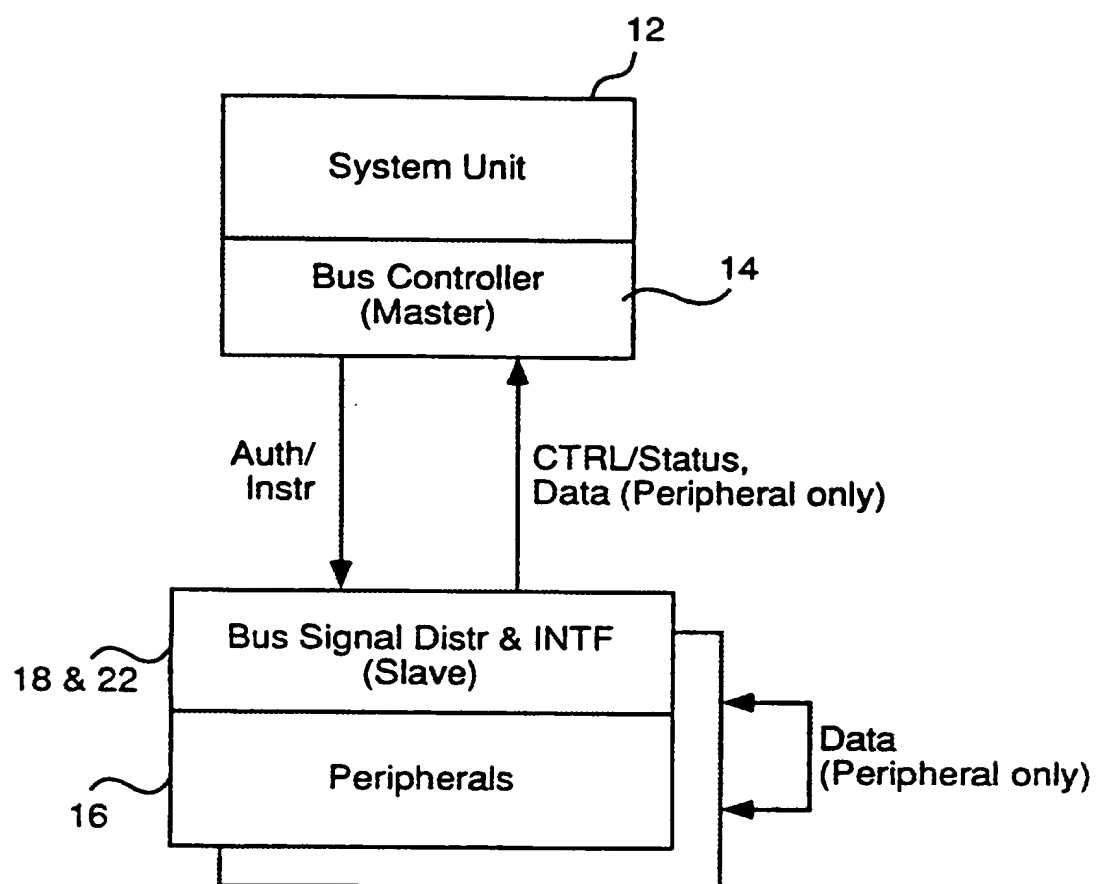 12
System Unit
Bus Controller
(Master)
14
Auth/
Instr
CTRL/Status,
Data (Peripheral only)
Bus Signal Distr & INTF
(Slave)
18 & 22
Peripherals
16
Data
(Peripheral only)